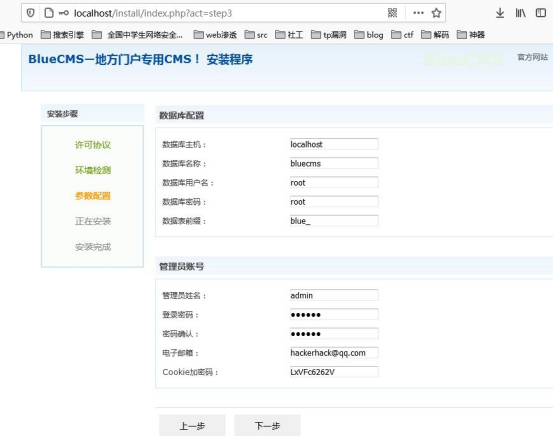 localhost/install/index.php?act=step3
Python 搜索引擎 全国中学生网络安全... web渗透 src 社工 tp漏洞 blog ctf 解码 神器
BlueCMS—地方门户专用CMS！安装程序
官方网站
安装步骤
许可协议
环境检测
参数配置
正在安装
安装完成
数据库配置
数据库主机： localhost
数据库名称： bluecms
数据库用户名： root
数据库密码： root
数据表前缀： blue_
管理员账号
管理员姓名： admin
登录密码： ●●●●●●
密码确认： ●●●●●●
电子邮箱： hackerhack@qq.com
Cookie加密码： LxVFc6262V
上一步 下一步